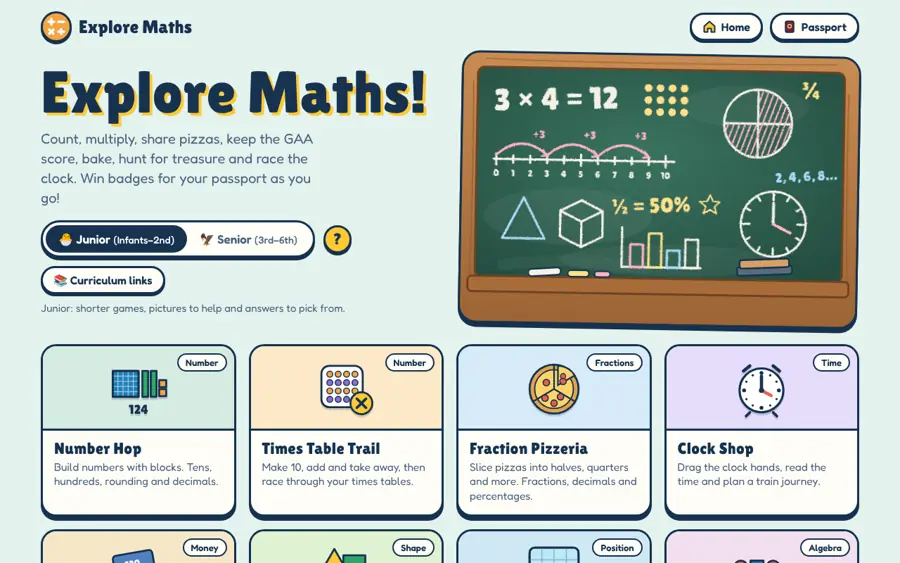 Explore Maths
Home
Passport
Explore Maths!
Count, multiply, share pizzas, keep the GAA
score, bake, hunt for treasure and race the
clock. Win badges for your passport as you
go!
Junior (Infants–2nd)
Senior (3rd–6th)
?
Curriculum links
Junior: shorter games, pictures to help and answers to pick from.
3 × 4 = 12
¾
+3 +3 +3
0 1 2 3 4 5 6 7 8 9 10
2,4,6,8...
½ = 50%
Number
124
Number Hop
Build numbers with blocks. Tens,
hundreds, rounding and decimals.
Number
Times Table Trail
Make 10, add and take away, then
race through your times tables.
Fractions
Fraction Pizzeria
Slice pizzas into halves, quarters
and more. Fractions, decimals and
percentages.
Time
Clock Shop
Drag the clock hands, read the
time and plan a train journey.
Money
Shape
Position
Algebra